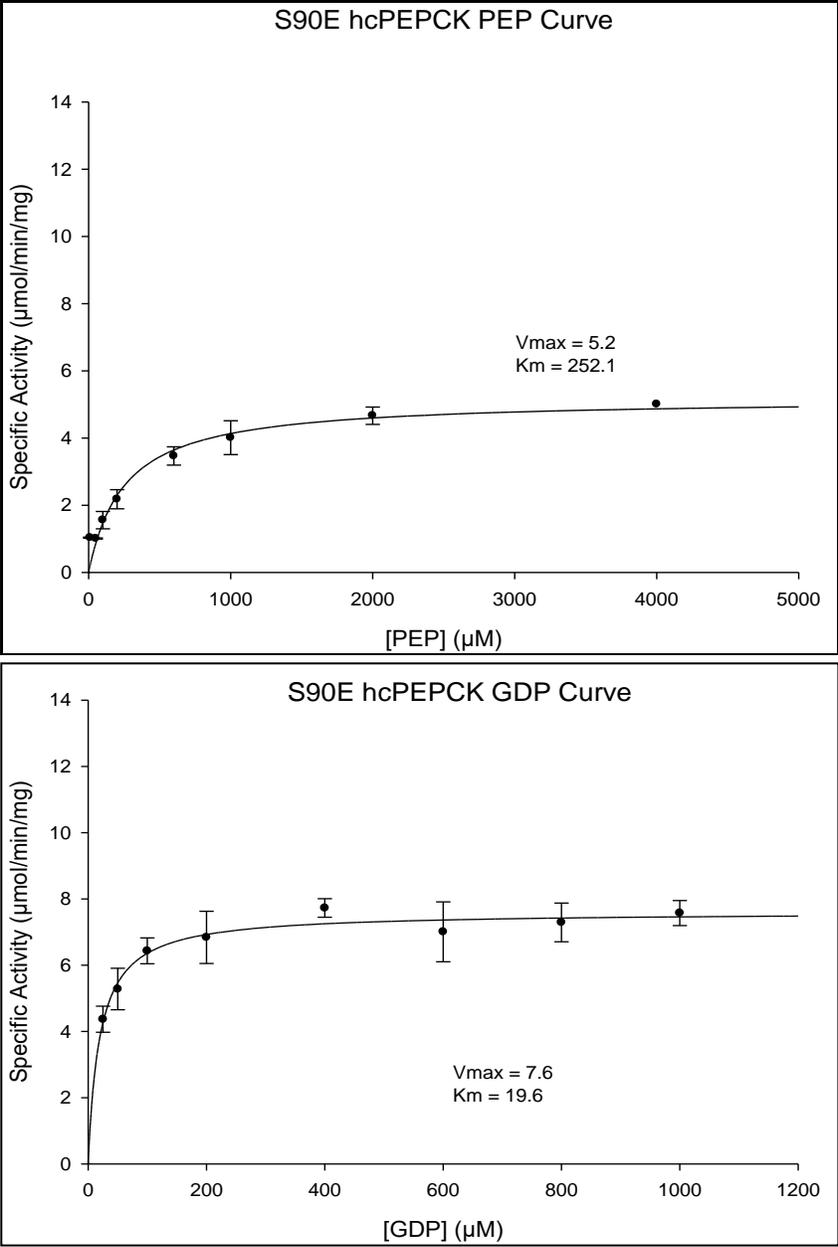 S90E hcPEPCK PEP Curve
14
12
10
8
6
4
2
0
Specific Activity (µmol/min/mg)
Vmax = 5.2
Km = 252.1
0 1000 2000 3000 4000 5000
[PEP] (µM)
S90E hcPEPCK GDP Curve
14
12
10
8
6
4
2
0
Specific Activity (µmol/min/mg)
Vmax = 7.6
Km = 19.6
0 200 400 600 800 1000 1200
[GDP] (µM)